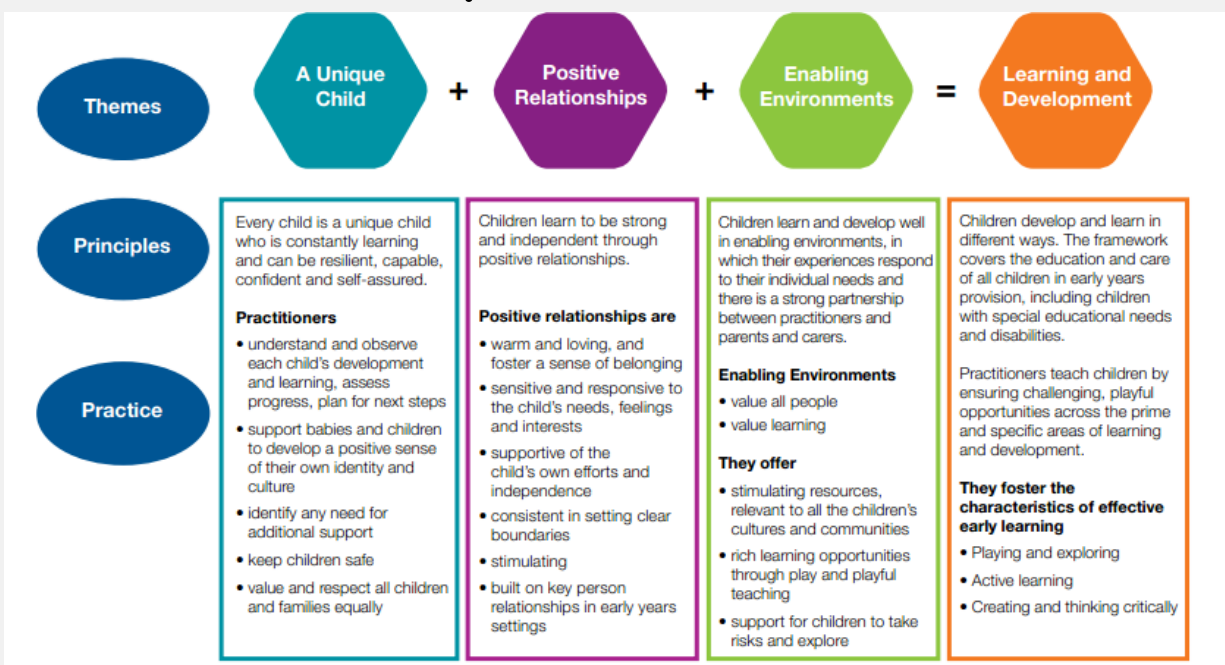 Themes
A Unique
Child
+
Positive
Relationships
+
Enabling
Environments
=
Learning and
Development
Principles
Practice
Every child is a unique child
who is constantly learning
and can be resilient, capable,
confident and self-assured.
Practitioners
• understand and observe
each child's development
and learning, assess
progress, plan for next steps
• support babies and children
to develop a positive sense
of their own identity and
culture
• identify any need for
additional support
• keep children safe
• value and respect all children
and families equally
Children learn to be strong
and independent through
positive relationships.
Positive relationships are
• warm and loving, and
foster a sense of belonging
• sensitive and responsive to
the child's needs, feelings
and interests
• supportive of the
child's own efforts and
independence
• consistent in setting clear
boundaries
• stimulating
• built on key person
relationships in early years
settings
Children learn and develop well
in enabling environments, in
which their experiences respond
to their individual needs and
there is a strong partnership
between practitioners and
parents and carers.
Enabling Environments
• value all people
• value learning
They offer
• stimulating resources,
relevant to all the children's
cultures and communities
• rich learning opportunities
through play and playful
teaching
• support for children to take
risks and explore
Children develop and learn in
different ways. The framework
covers the education and care
of all children in early years
provision, including children
with special educational needs
and disabilities.
Practitioners teach children by
ensuring challenging, playful
opportunities across the prime
and specific areas of learning
and development.
They foster the
characteristics of effective
early learning
• Playing and exploring
• Active learning
• Creating and thinking critically